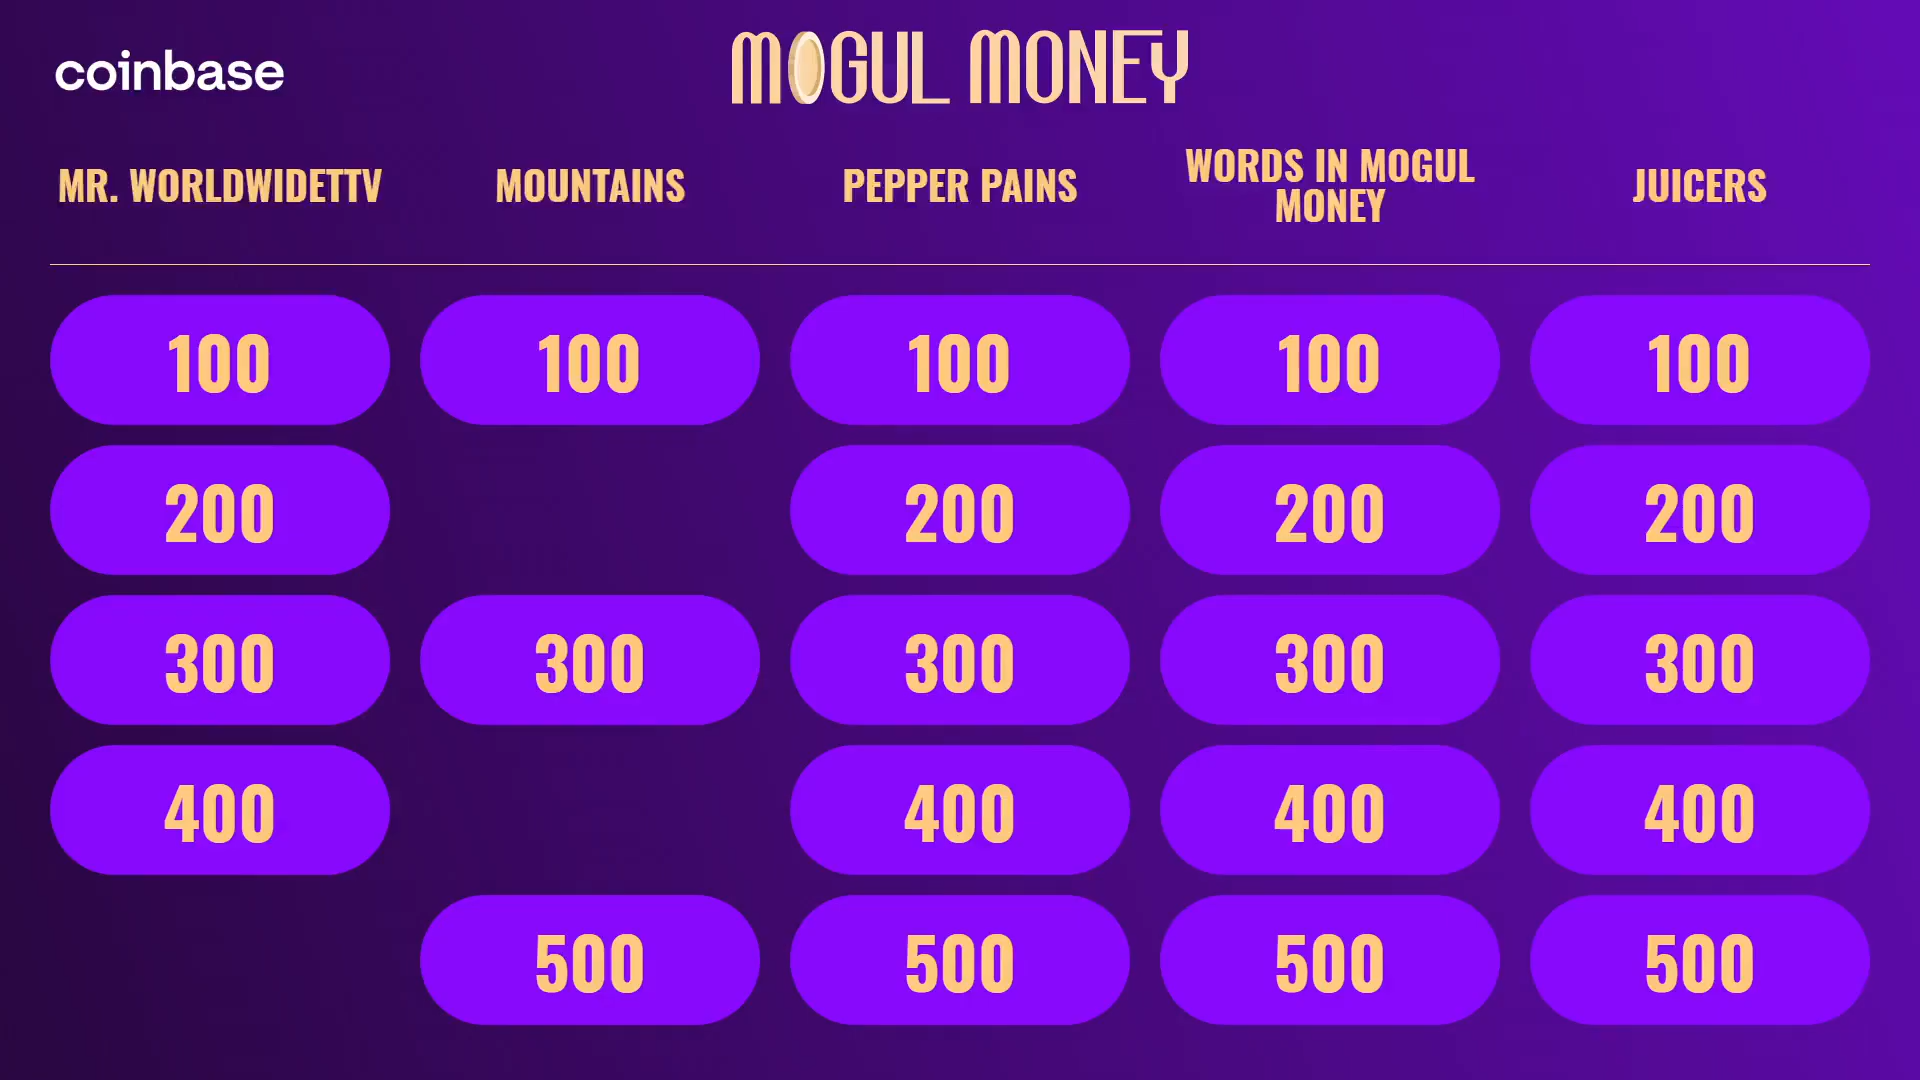 coinbase
MOGUL MONEY
MR. WORLDWIDETTV
MOUNTAINS
PEPPER PAINS
WORDS IN MOGUL
MONEY
JUICERS
100 100 100 100 100
200 200 200 200
300 300 300 300 300
400 400 400 400
500 500 500 500